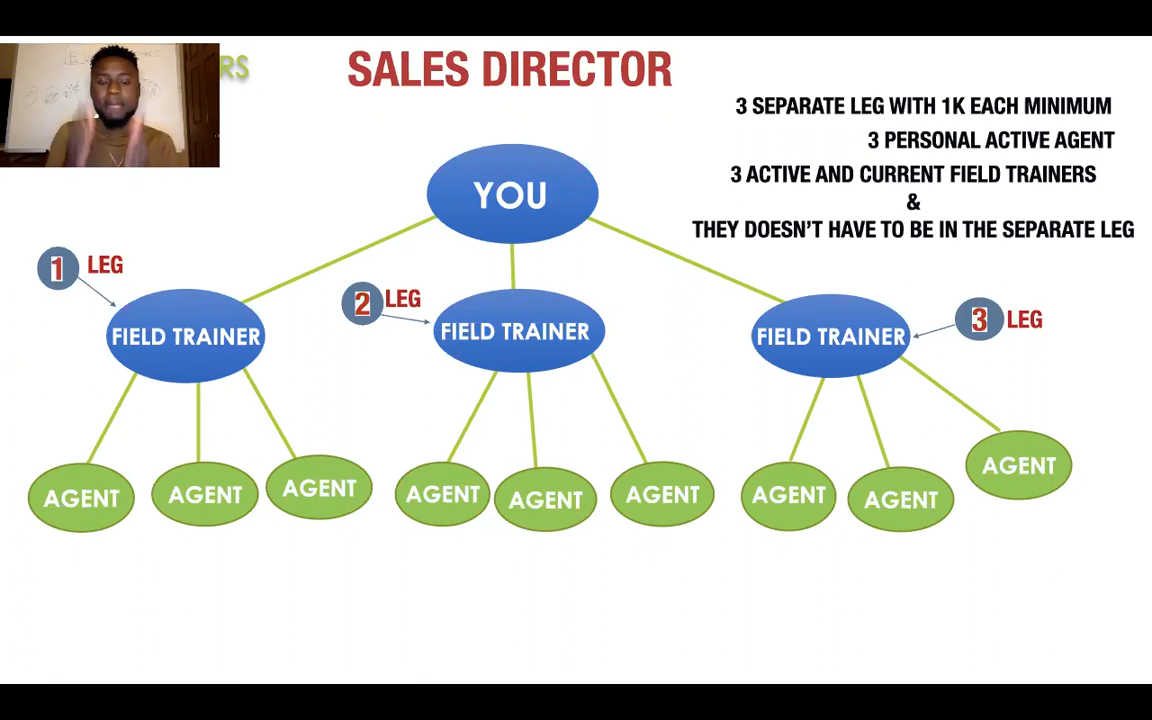 RS
SALES DIRECTOR
3 SEPARATE LEG WITH 1K EACH MINIMUM
3 PERSONAL ACTIVE AGENT
3 ACTIVE AND CURRENT FIELD TRAINERS
&
THEY DOESN'T HAVE TO BE IN THE SEPARATE LEG
YOU
1 LEG
2 LEG
3 LEG
FIELD TRAINER
FIELD TRAINER
FIELD TRAINER
AGENT
AGENT
AGENT
AGENT
AGENT
AGENT
AGENT
AGENT
AGENT